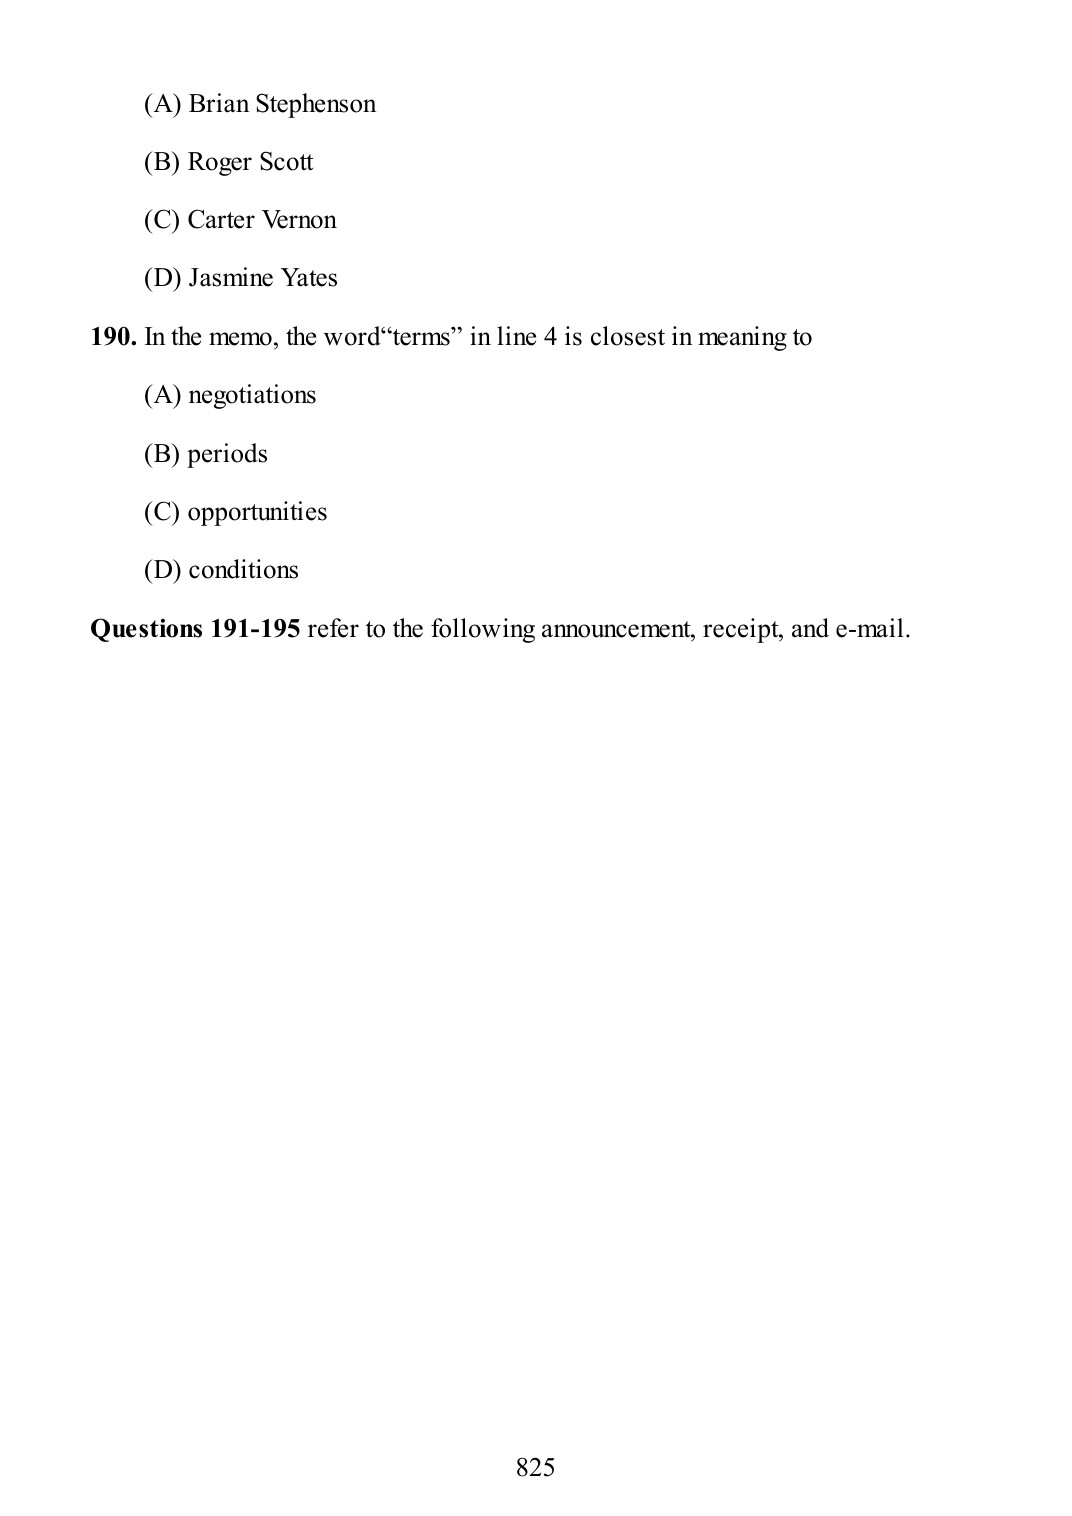 (A) Brian Stephenson
(B) Roger Scott
(C) Carter Vernon
(D) Jasmine Yates
190. In the memo, the word“terms” in line 4 is closest in meaning to
(A) negotiations
(B) periods
(C) opportunities
(D) conditions
Questions 191-195 refer to the following announcement, receipt, and e-mail.
825